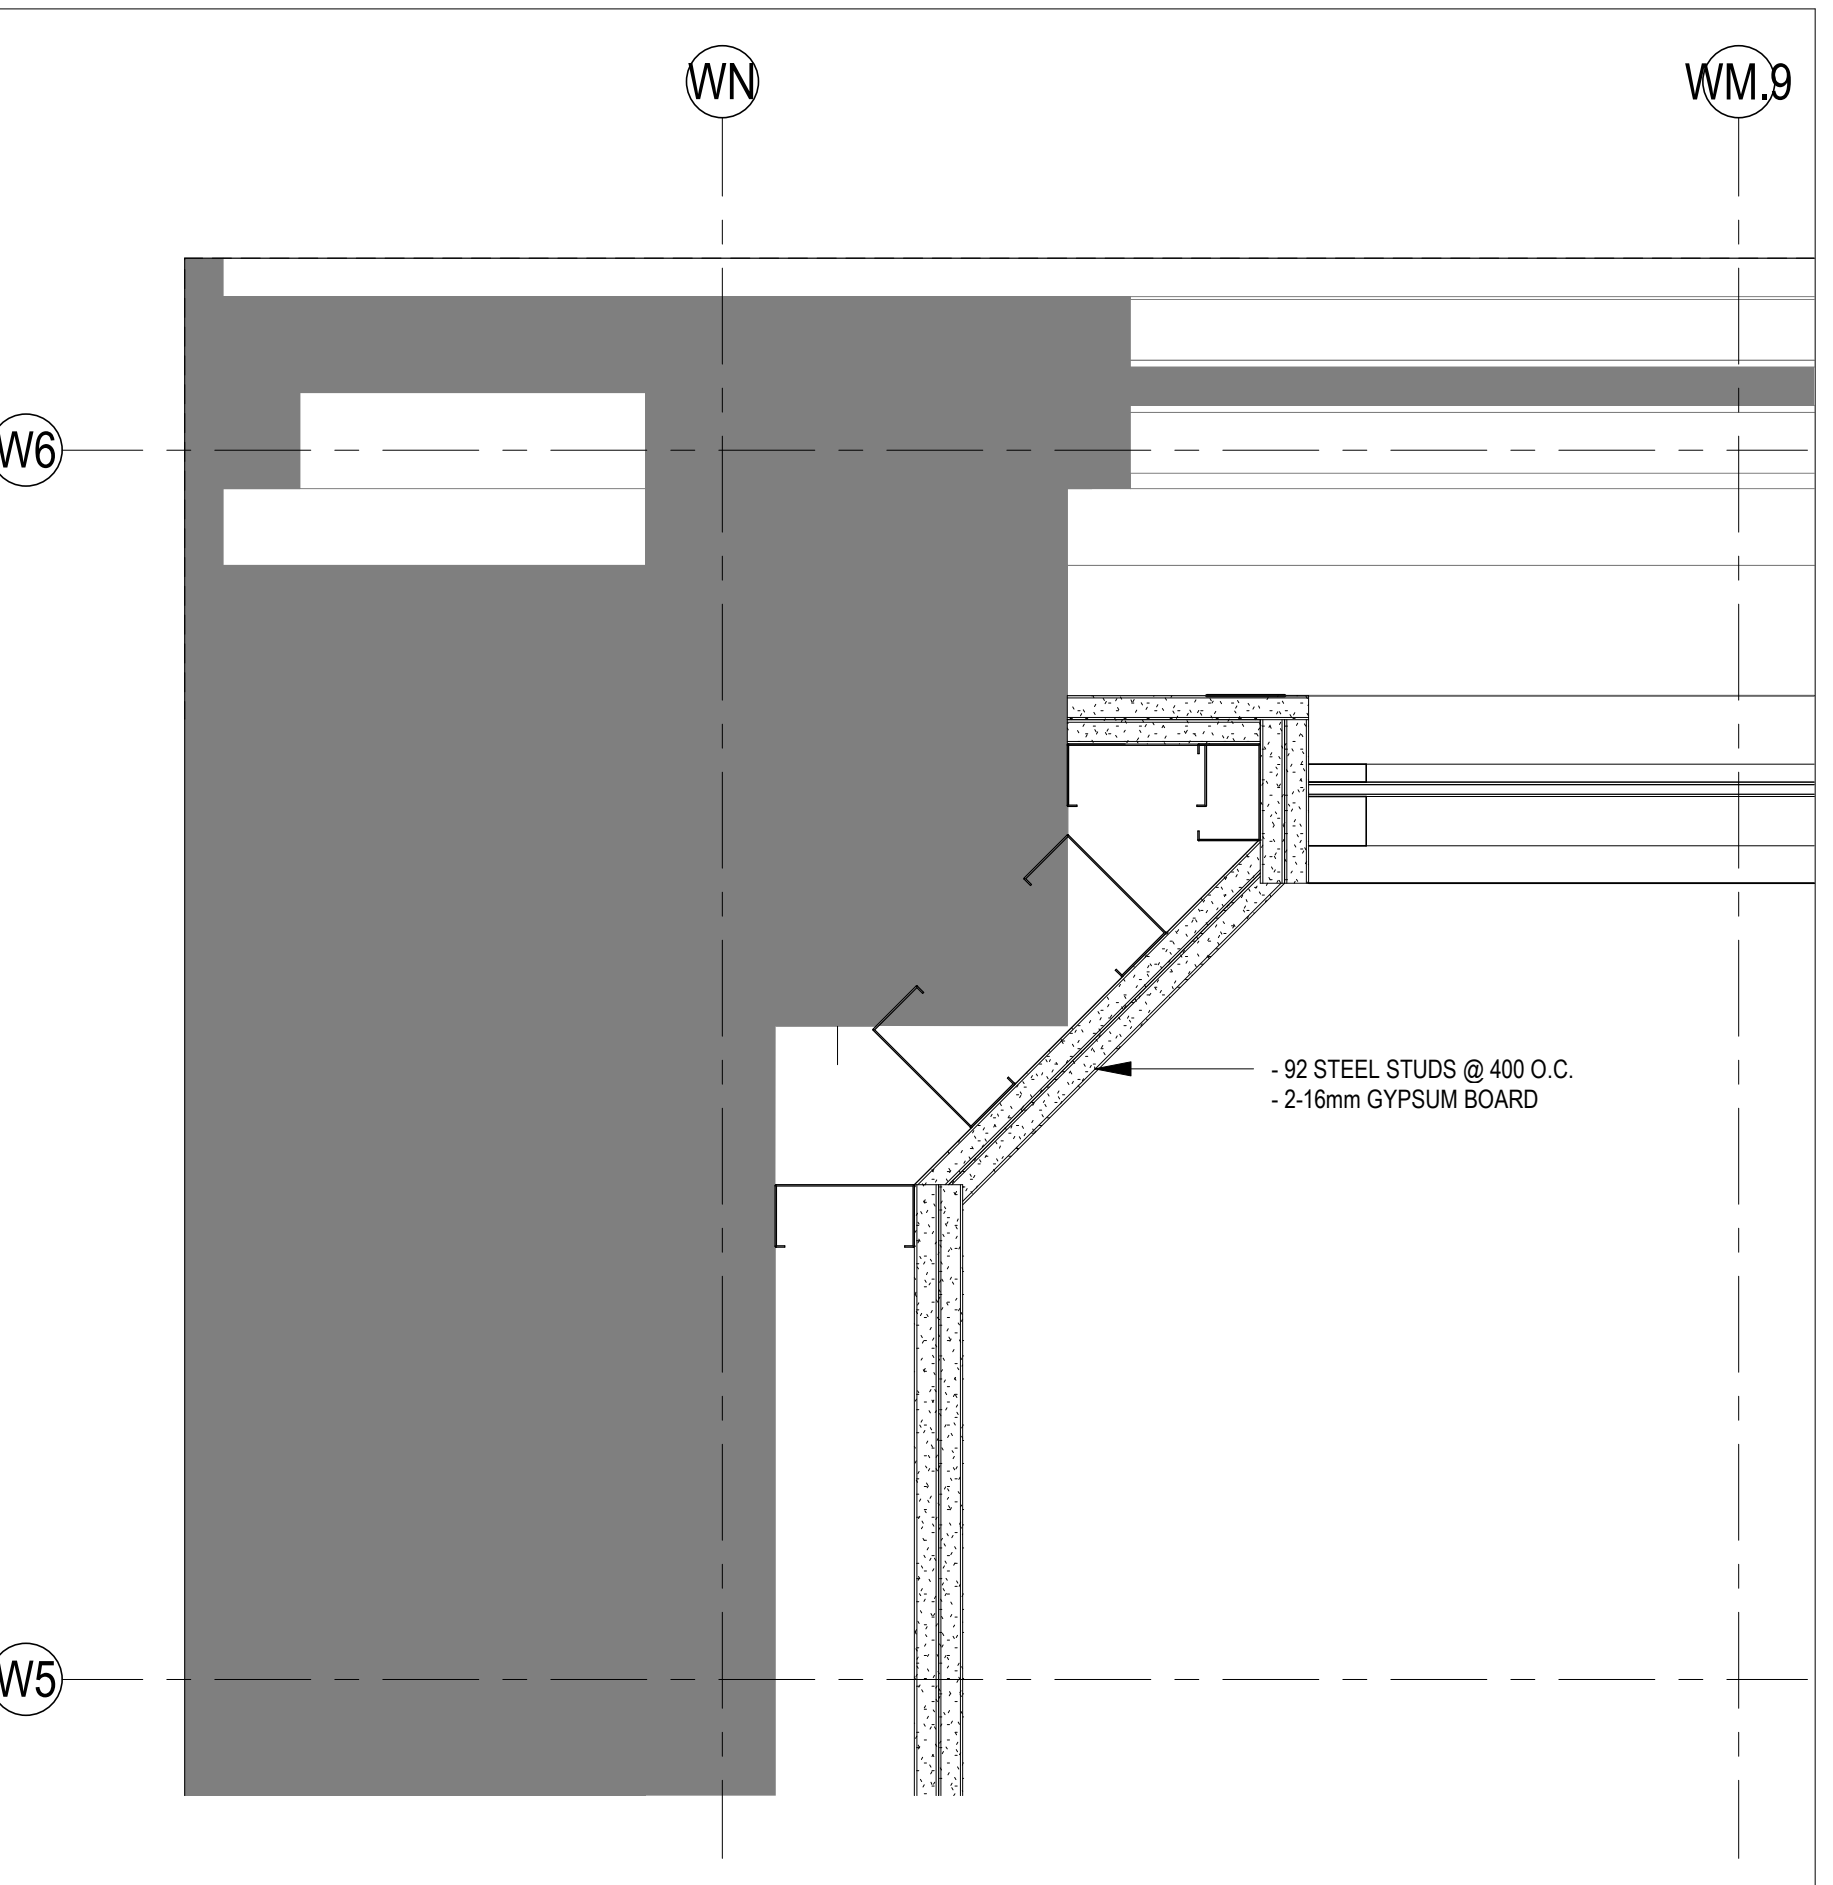 WN
WM.9
W6
- 92 STEEL STUDS @ 400 O.C.
- 2-16mm GYPSUM BOARD
W5